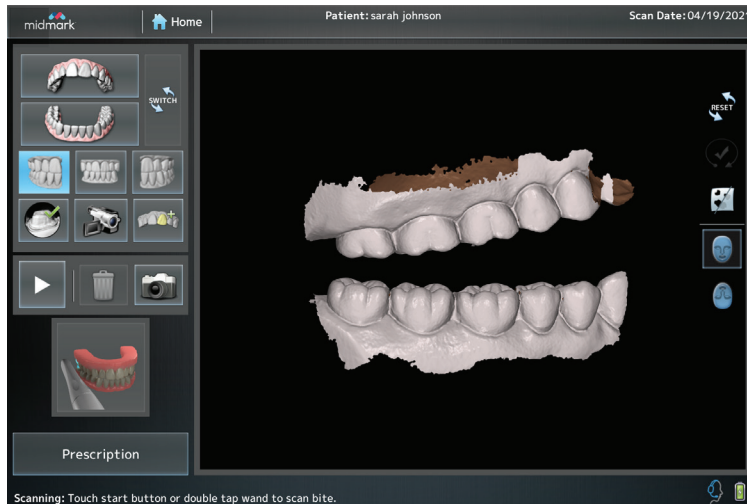 midmark
Home
Patient: sarah johnson
Scan Date: 04/19/202
SWITCH
RESET
Prescription
Scanning: Touch start button or double tap wand to scan bite.